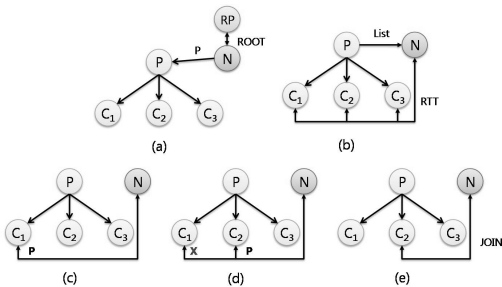 RP
ROOT
P
P
N
C1 C2 C3
(a)
List
P
N
C1 C2 C3
RTT
(b)
P
N
C1 C2 C3
P
(c)
P
N
C1 C2 C3
X P
(d)
P
N
C1 C2 C3
JOIN
(e)